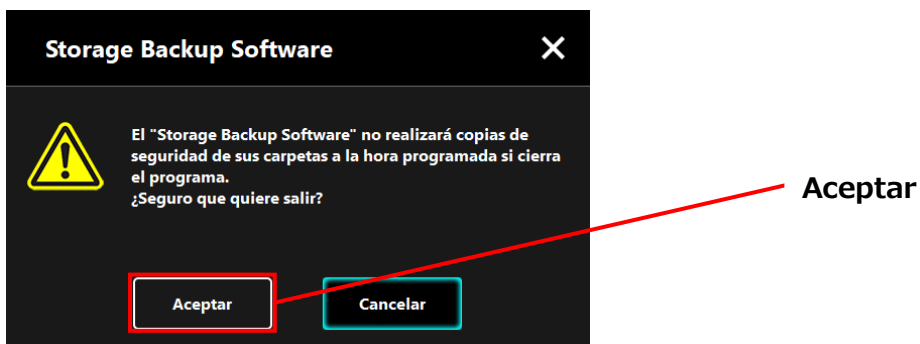 Storage Backup Software
El "Storage Backup Software" no realizará copias de
seguridad de sus carpetas a la hora programada si cierra
el programa.
¿Seguro que quiere salir?
Aceptar
Aceptar
Cancelar